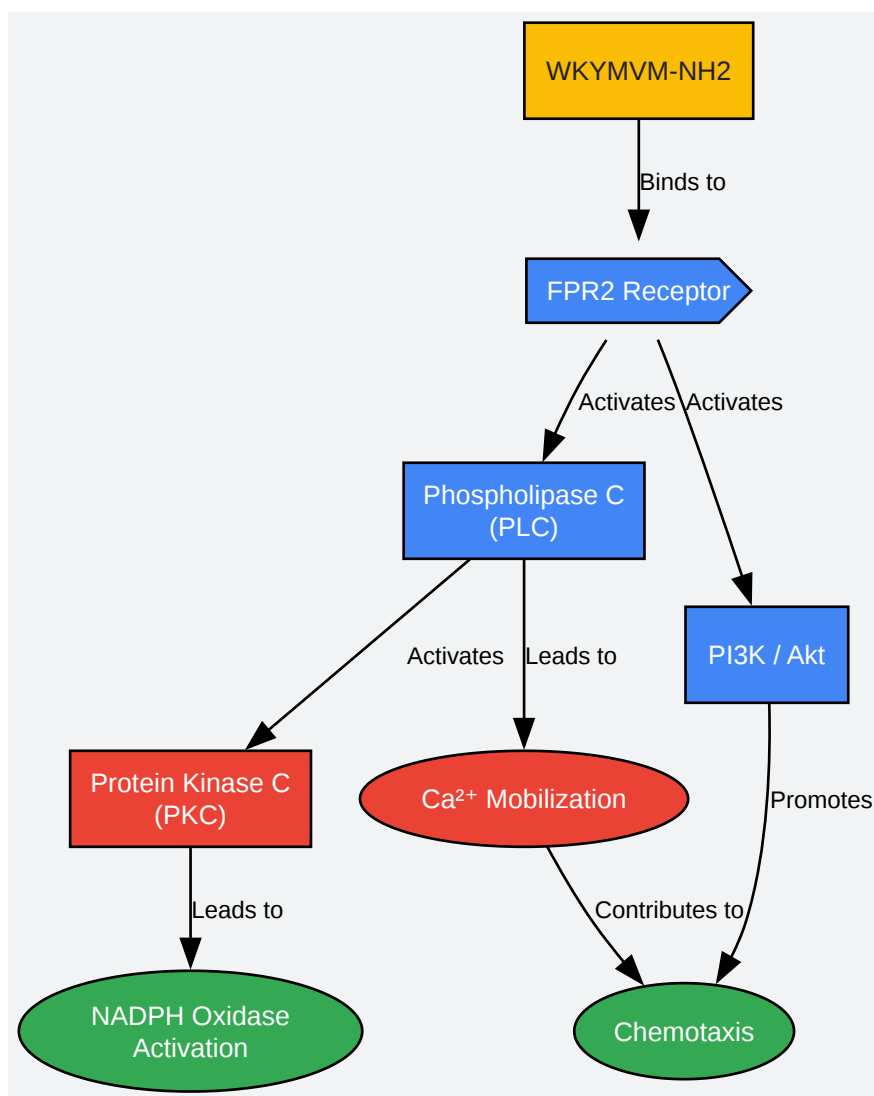 WKYMVM-NH2
Binds to
FPR2 Receptor
Activates
Activates
Phospholipase C
(PLC)
Activates
Leads to
PI3K / Akt
Protein Kinase C
(PKC)
Ca²⁺ Mobilization
Promotes
Leads to
Contributes to
NADPH Oxidase
Activation
Chemotaxis